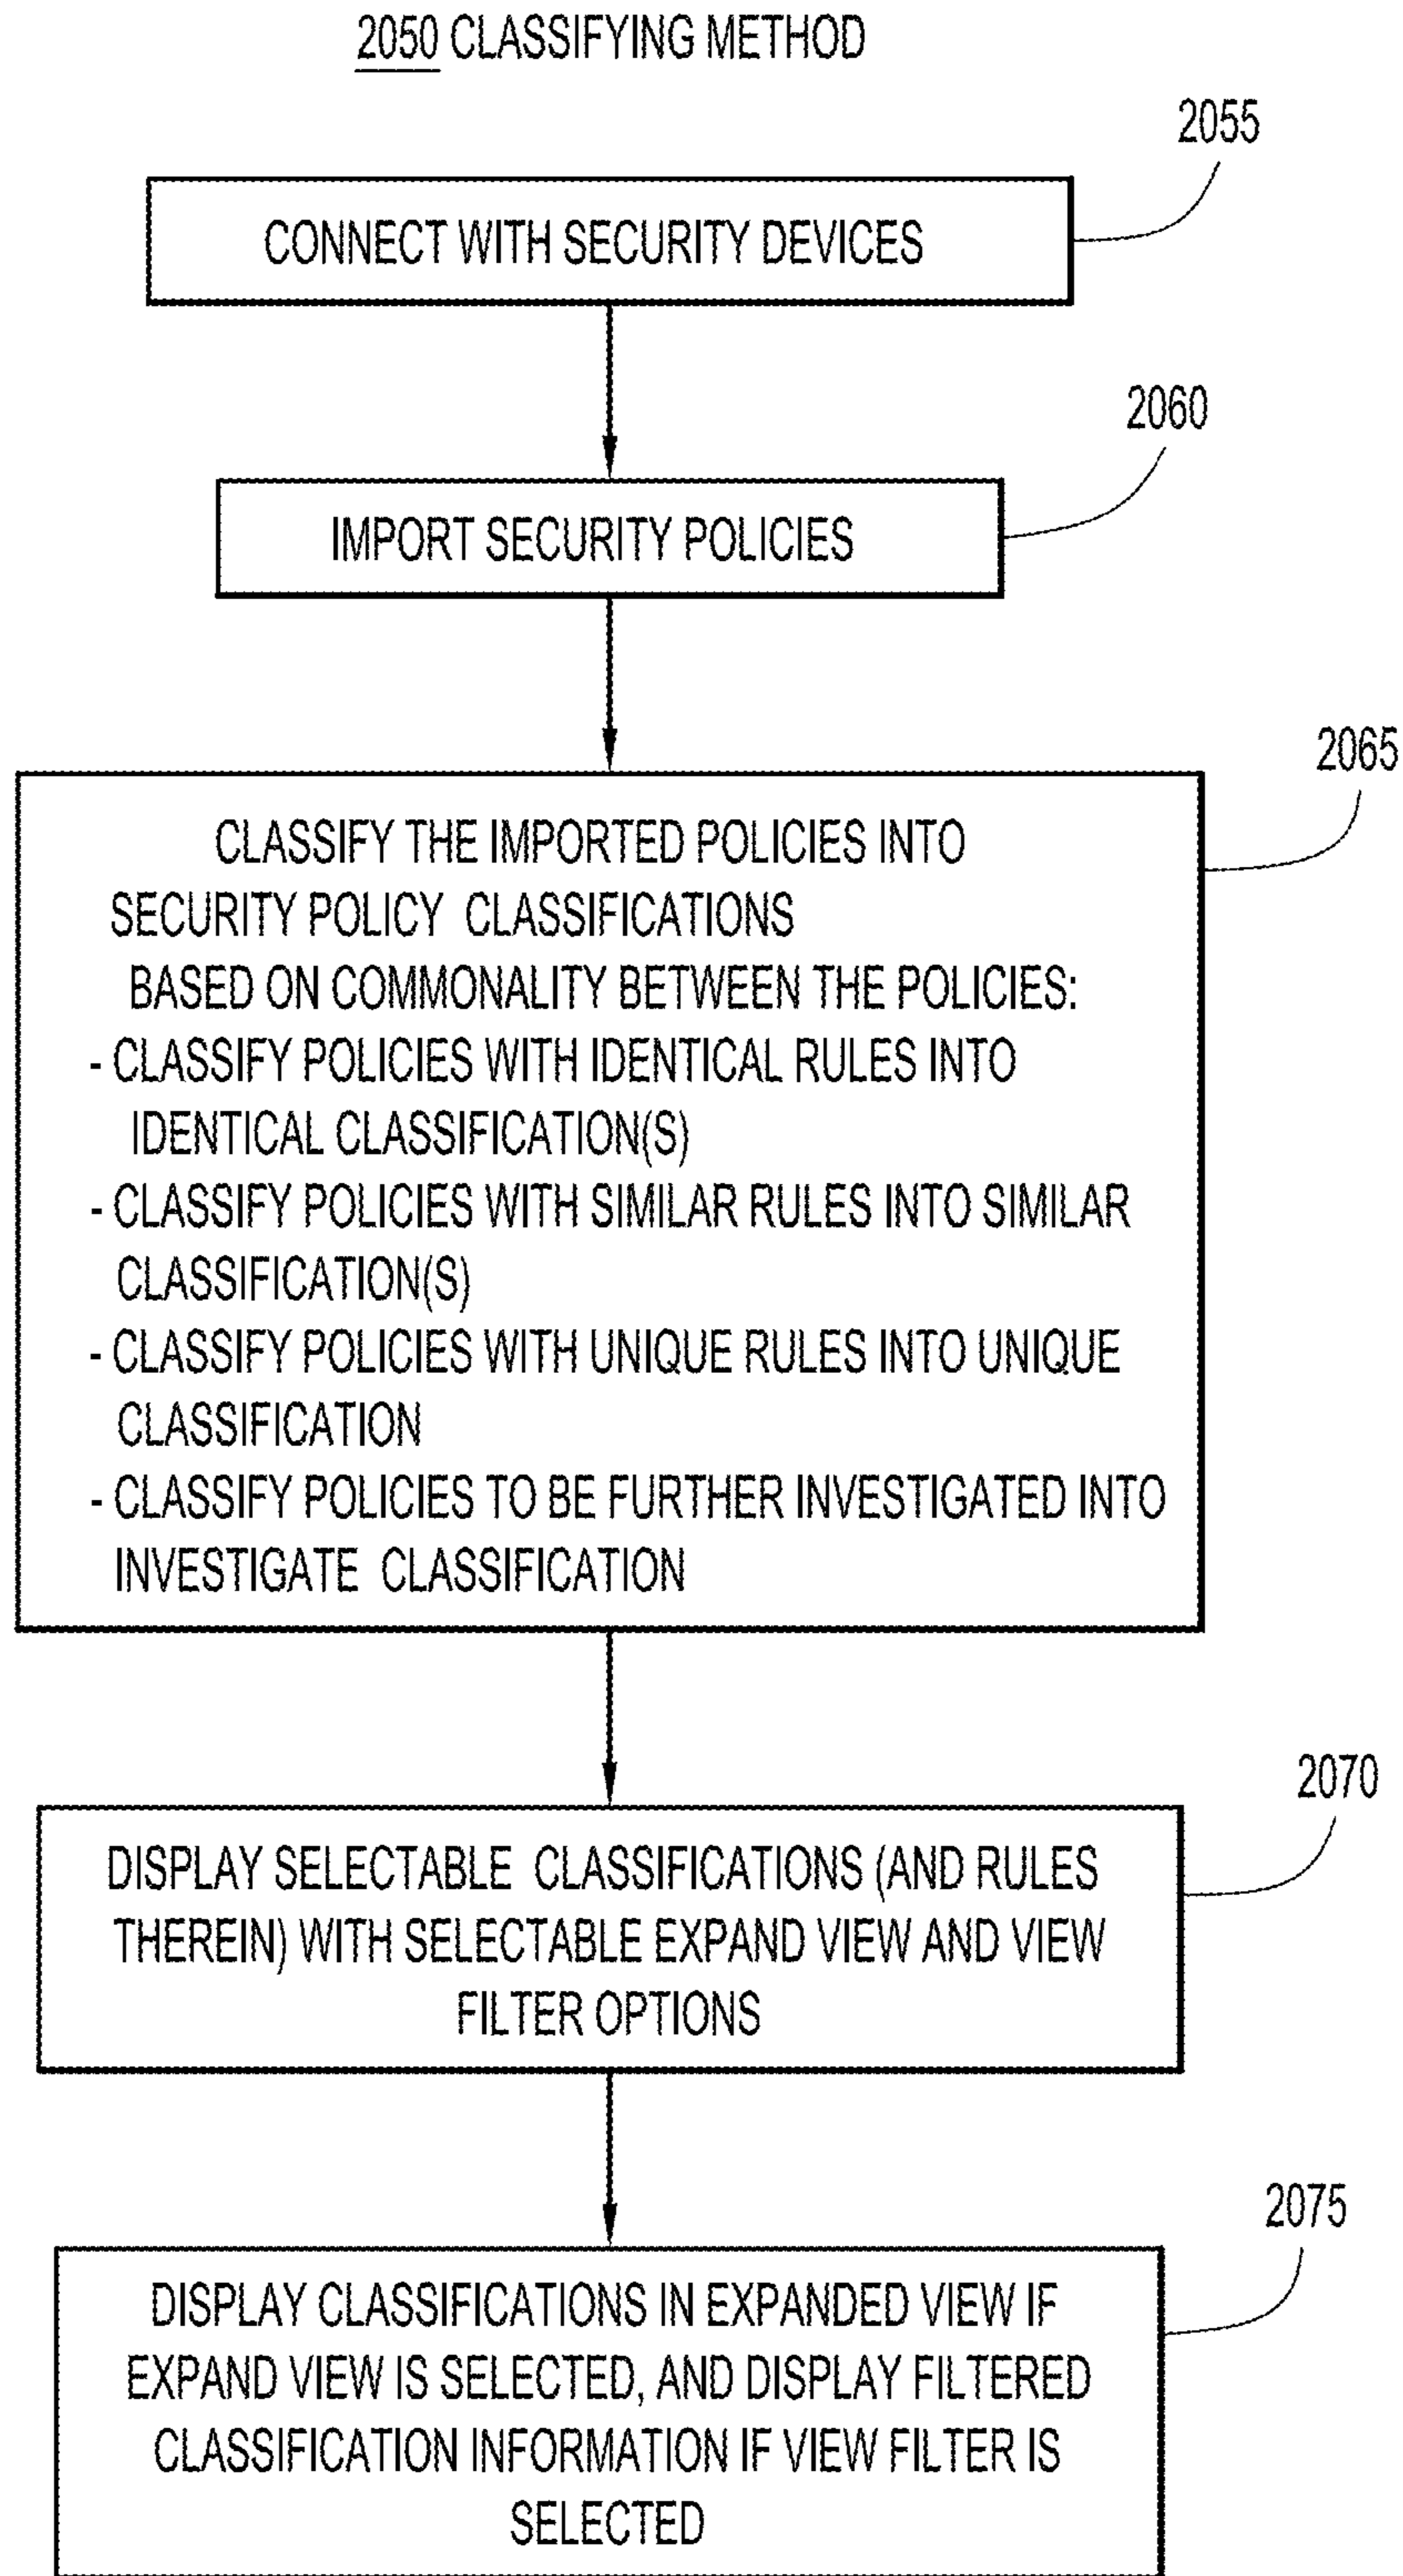 2050 CLASSIFYING METHOD
2055
CONNECT WITH SECURITY DEVICES
2060
IMPORT SECURITY POLICIES
2065
CLASSIFY THE IMPORTED POLICIES INTO
SECURITY POLICY CLASSIFICATIONS
BASED ON COMMONALITY BETWEEN THE POLICIES:
- CLASSIFY POLICIES WITH IDENTICAL RULES INTO
IDENTICAL CLASSIFICATION(S)
- CLASSIFY POLICIES WITH SIMILAR RULES INTO SIMILAR
CLASSIFICATION(S)
- CLASSIFY POLICIES WITH UNIQUE RULES INTO UNIQUE
CLASSIFICATION
- CLASSIFY POLICIES TO BE FURTHER INVESTIGATED INTO
INVESTIGATE CLASSIFICATION
2070
DISPLAY SELECTABLE CLASSIFICATIONS (AND RULES
THEREIN) WITH SELECTABLE EXPAND VIEW AND VIEW
FILTER OPTIONS
2075
DISPLAY CLASSIFICATIONS IN EXPANDED VIEW IF
EXPAND VIEW IS SELECTED, AND DISPLAY FILTERED
CLASSIFICATION INFORMATION IF VIEW FILTER IS
SELECTED